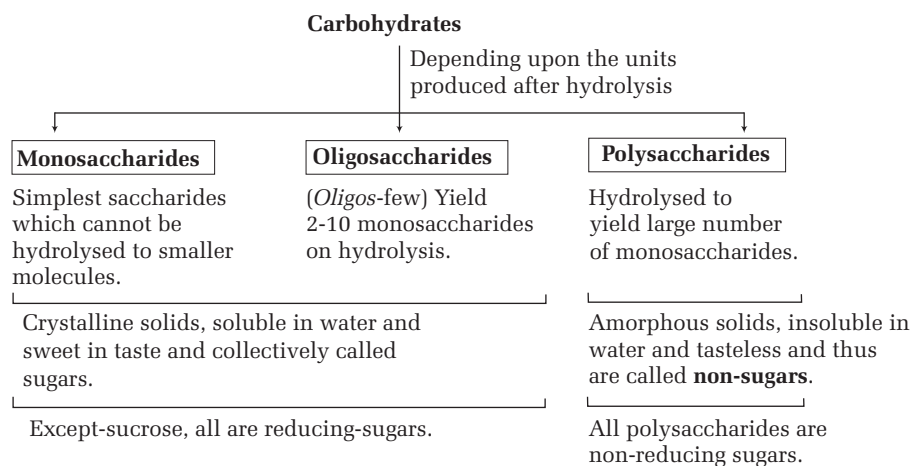 Carbohydrates
Depending upon the units
produced after hydrolysis
Monosaccharides
Simplest saccharides
which cannot be
hydrolysed to smaller
molecules.
Oligosaccharides
(Oligos-few) Yield
2-10 monosaccharides
on hydrolysis.
Polysaccharides
Hydrolysed to
yield large number
of monosaccharides.
Crystalline solids, soluble in water and
sweet in taste and collectively called
sugars.
Amorphous solids, insoluble in
water and tasteless and thus
are called non-sugars.
Except-sucrose, all are reducing-sugars.
All polysaccharides are
non-reducing sugars.